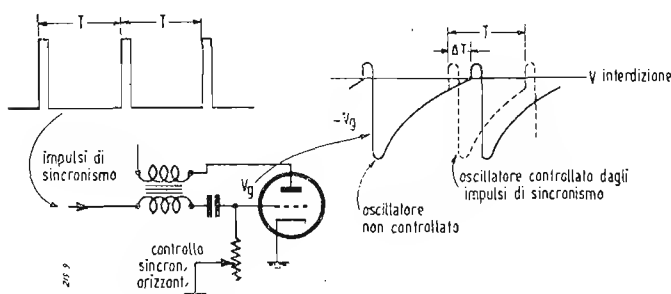 T
T
T
ΔT
V interdizione
-Vg
impulsi di
sincronismo
Vg
oscillatore controllato dagli
impulsi di sincronismo
oscillatore
non controllato
controllo
sincron,
orizzont,